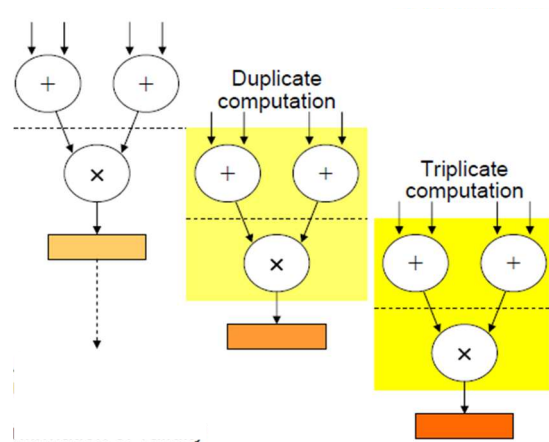 + +
Duplicate
computation
×
+ +
Triplicate
computation
×
+ +
×